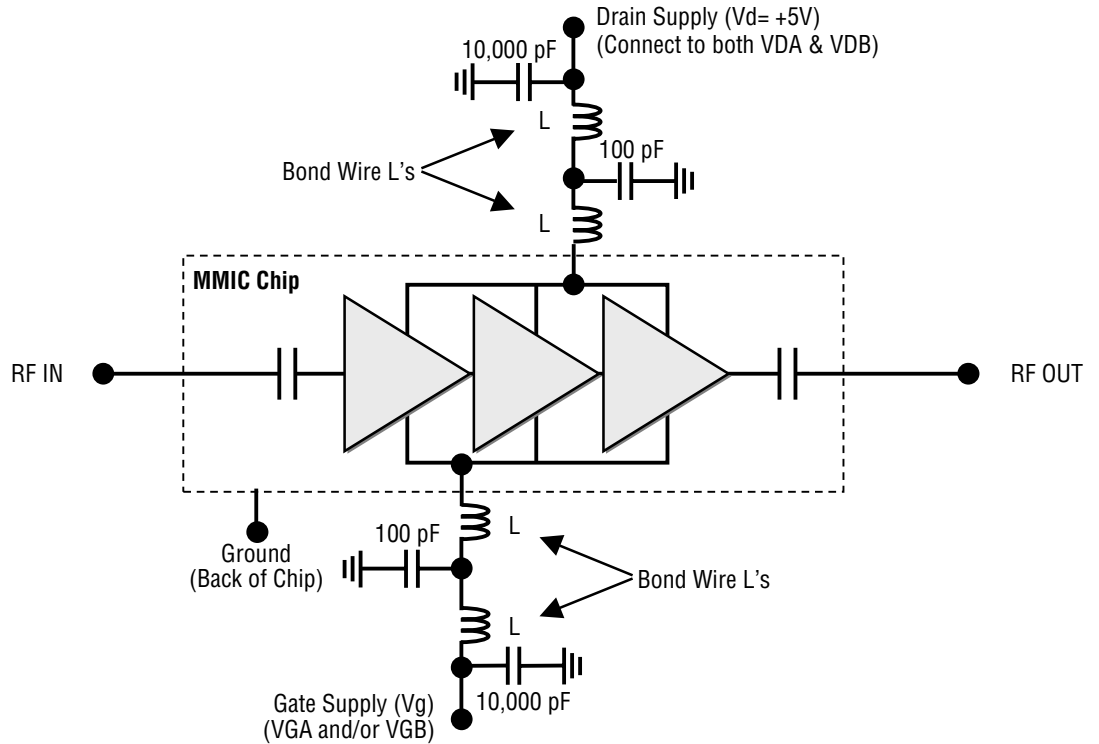 Drain Supply (Vd= +5V)
(Connect to both VDA & VDB)
10,000 pF
L
100 pF
Bond Wire L's
L
MMIC Chip
RF IN
RF OUT
100 pF
L
Ground
(Back of Chip)
Bond Wire L's
L
10,000 pF
Gate Supply (Vg)
(VGA and/or VGB)